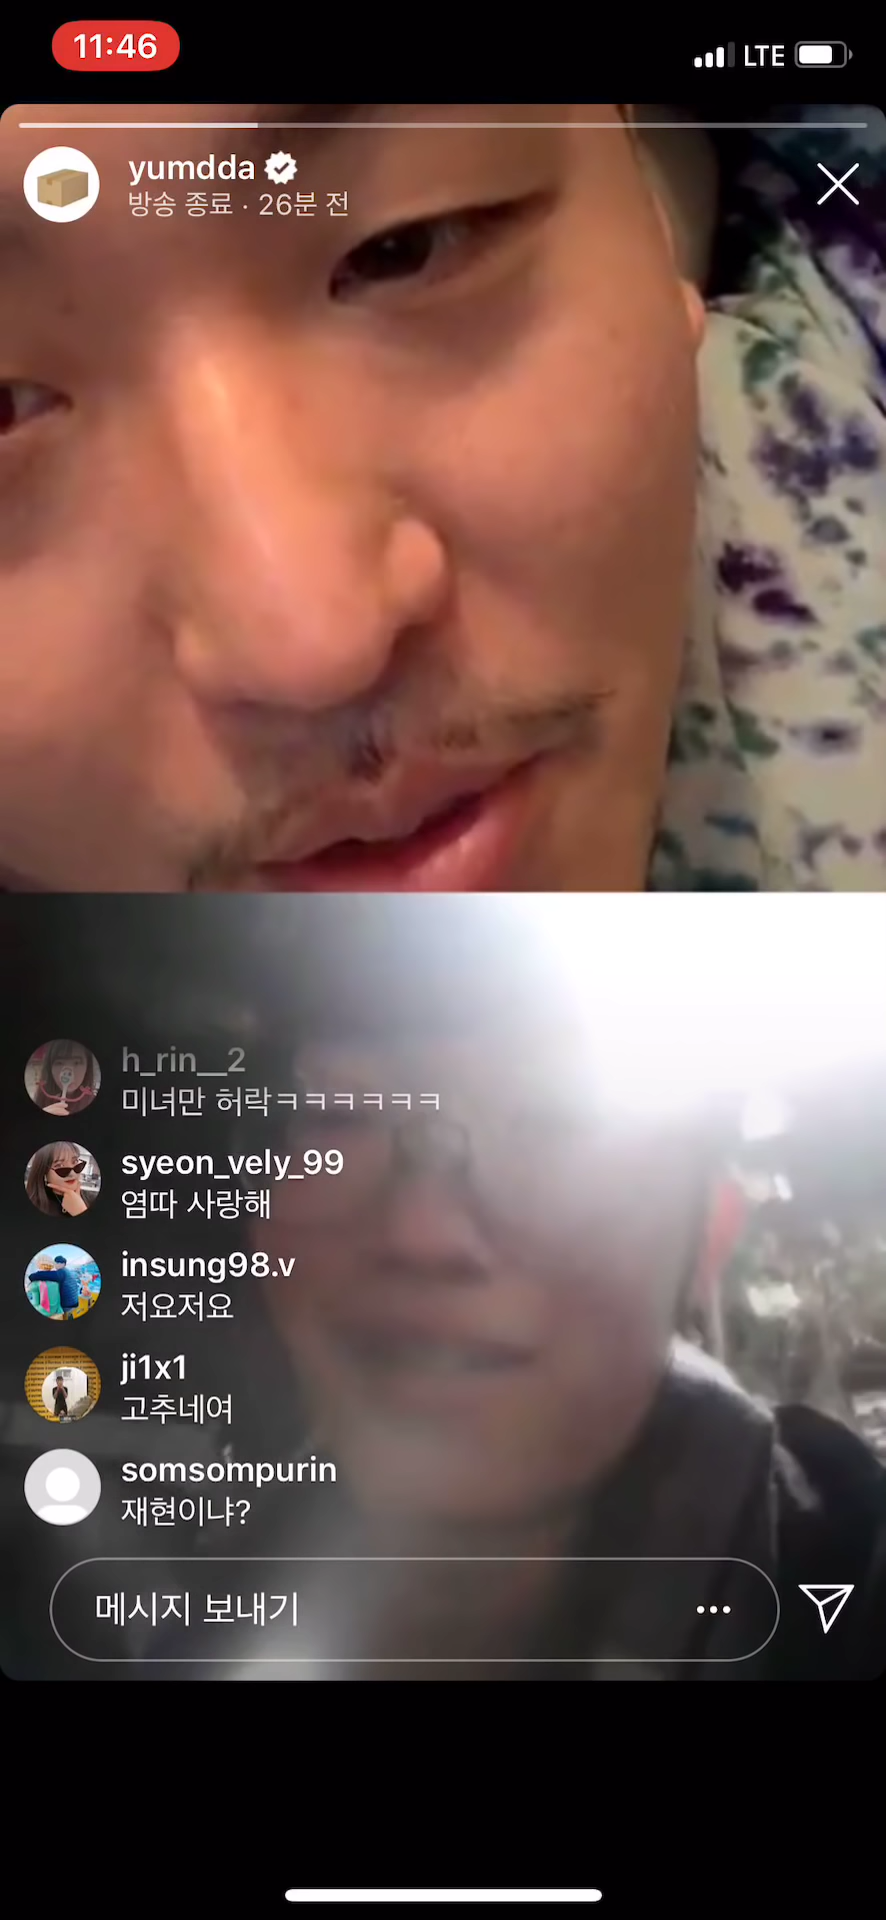 11:46
LTE
yumdda
방송 종료 · 26분 전
h_rin__2
미녀만 허락ㅋㅋㅋㅋㅋㅋ
syeon_vely_99
염따 사랑해
insung98.v
저요저요
ji1x1
고추네여
somsompurin
재현이냐?
메시지 보내기